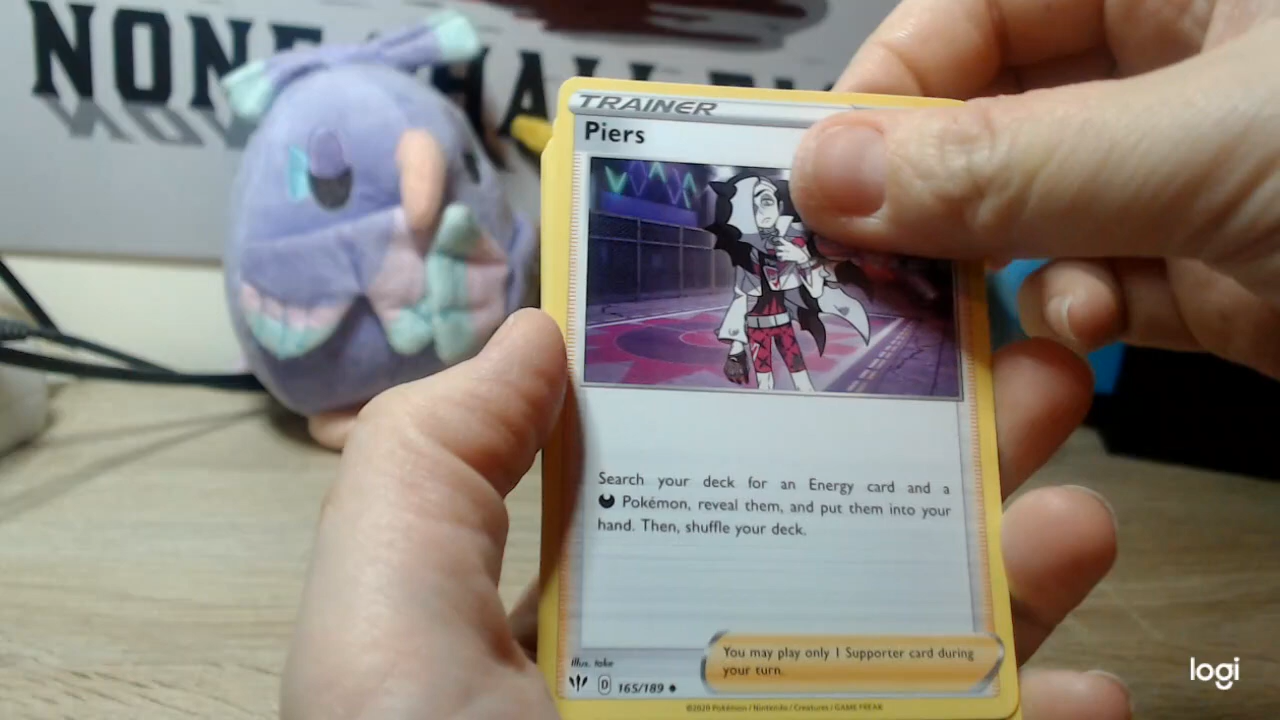 NONE SHALL
TRAINER
Piers
Search your deck for an Energy card and a
Pokémon, reveal them, and put them into your
hand. Then, shuffle your deck.
You may play only 1 Supporter card during
your turn.
Illus. take
D 165/189
©2020 Pokémon / Nintendo / Creatures / GAME FREAK
logi